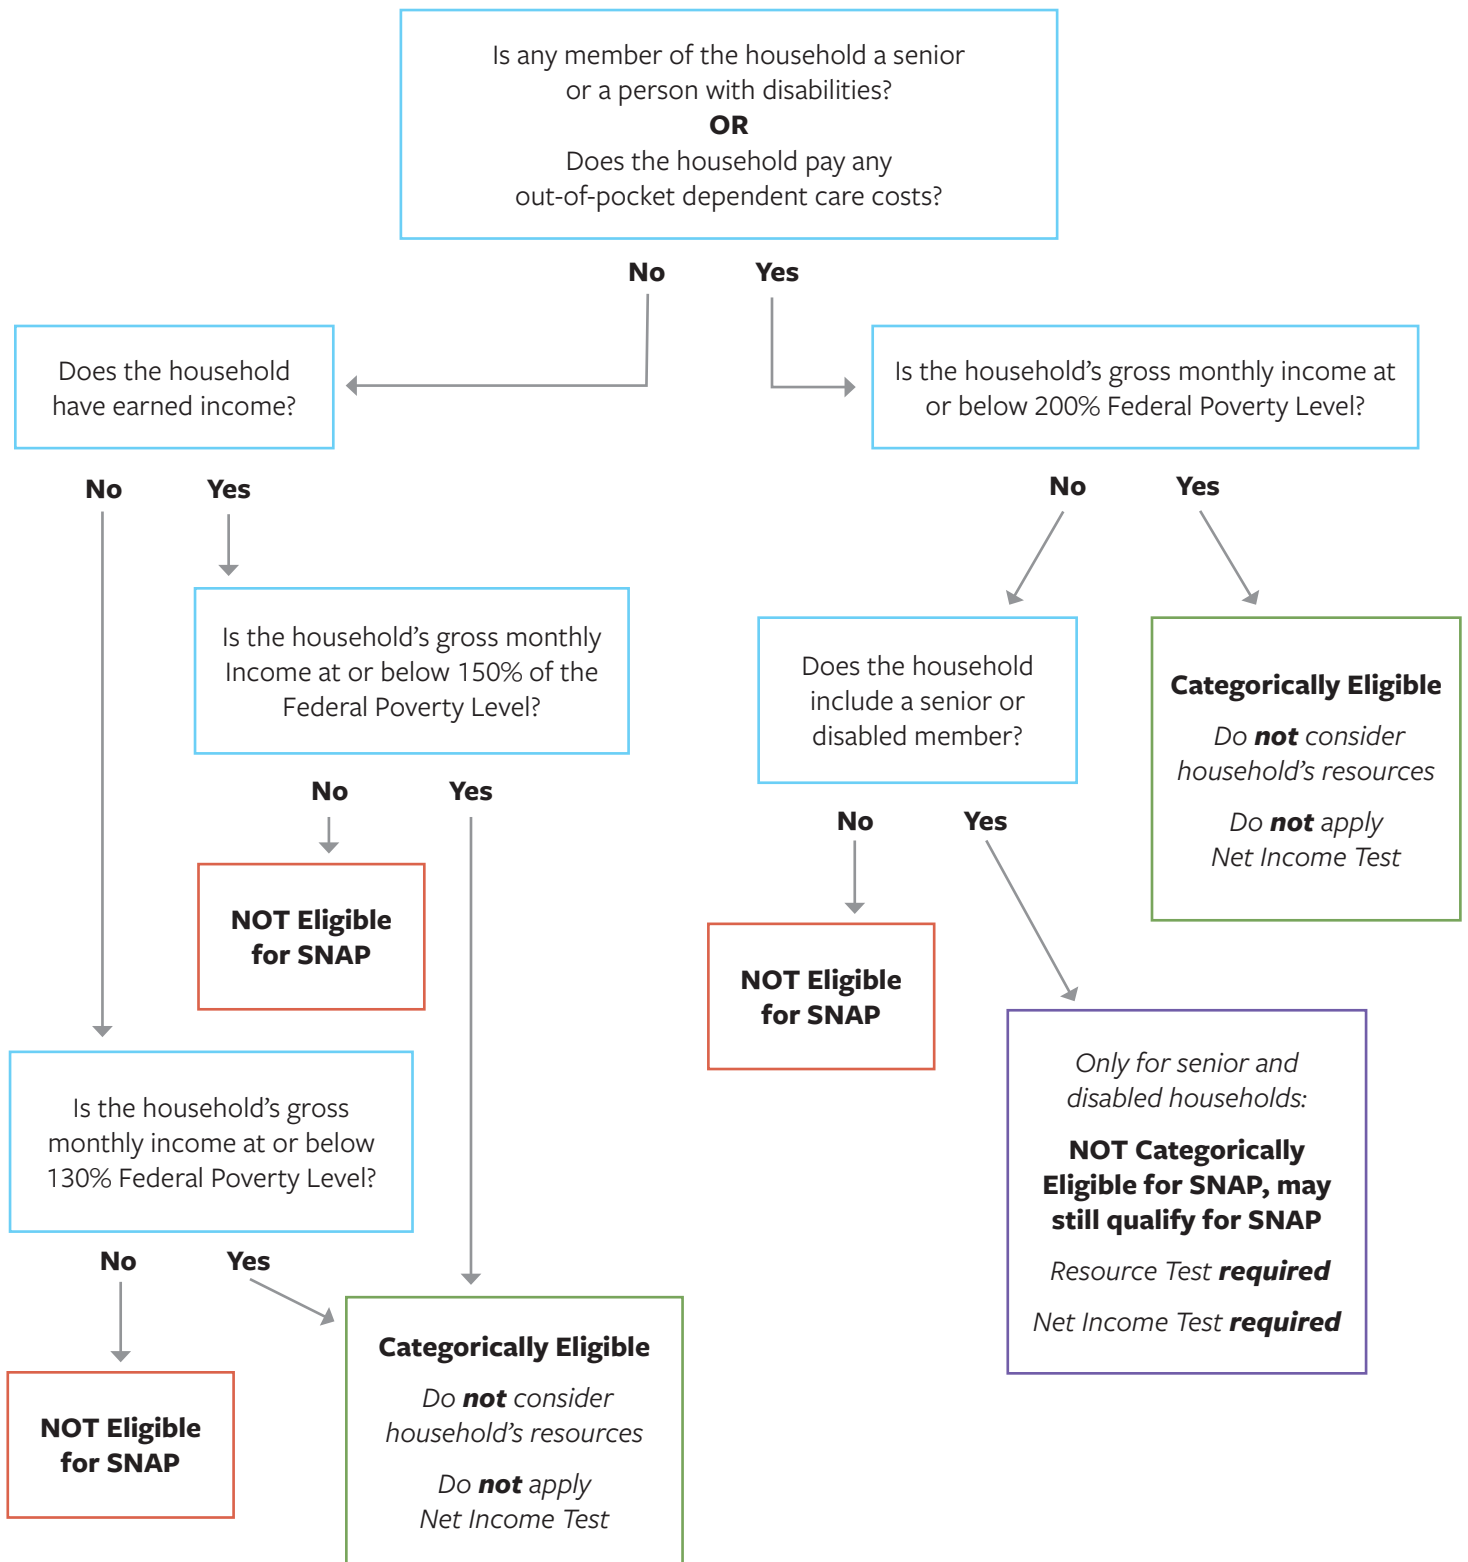 Is any member of the household a senior
or a person with disabilities?
OR
Does the household pay any
out-of-pocket dependent care costs?
No
Yes
Does the household
have earned income?
Is the household’s gross monthly income at
or below 200% Federal Poverty Level?
No
Yes
No
Yes
Is the household’s gross monthly
Income at or below 150% of the
Federal Poverty Level?
Does the household
include a senior or
disabled member?
Categorically Eligible
Do not consider
household’s resources
Do not apply
Net Income Test
No
Yes
No
Yes
NOT Eligible
for SNAP
NOT Eligible
for SNAP
Only for senior and
disabled households:
NOT Categorically
Eligible for SNAP, may
still qualify for SNAP
Resource Test required
Net Income Test required
Is the household’s gross
monthly income at or below
130% Federal Poverty Level?
No
Yes
NOT Eligible
for SNAP
Categorically Eligible
Do not consider
household’s resources
Do not apply
Net Income Test